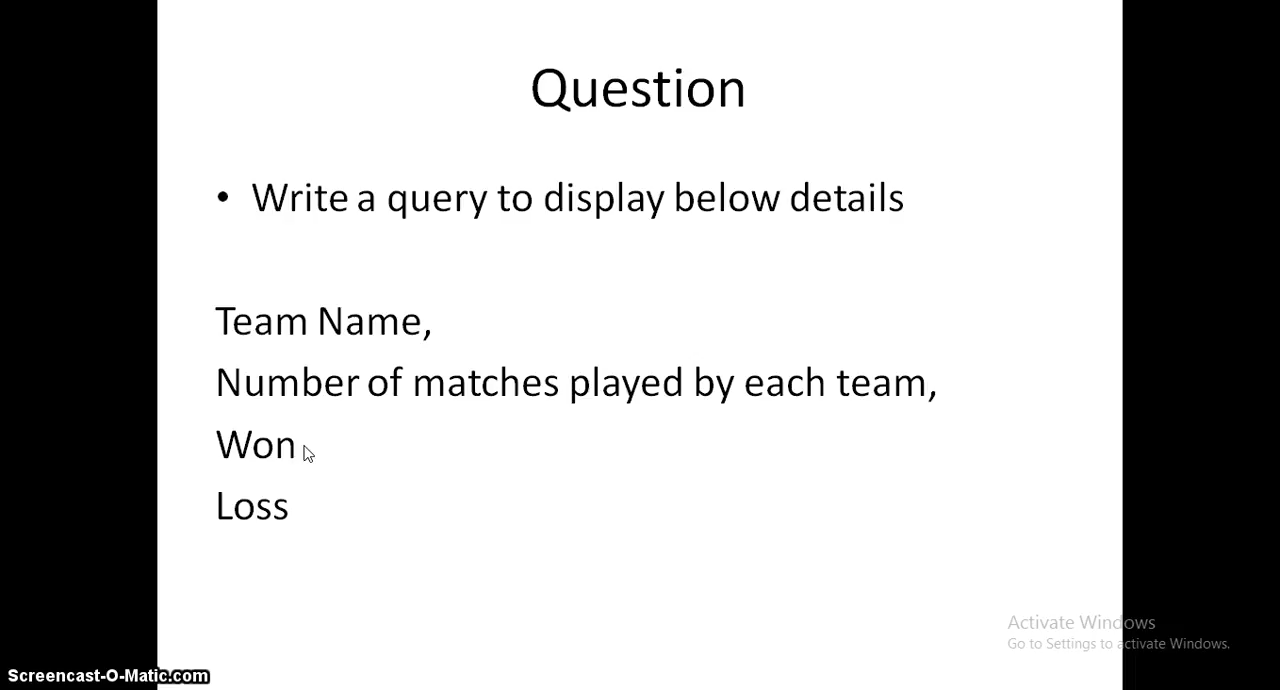 Question
• Write a query to display below details
Team Name,
Number of matches played by each team,
Won
Loss
Activate Windows
Go to Settings to activate Windows.
Screencast-O-Matic.com